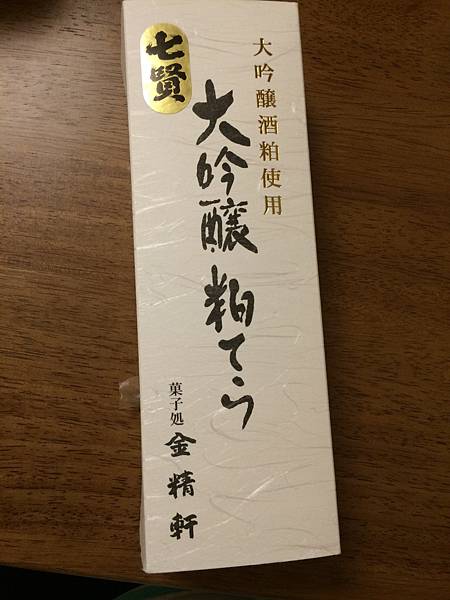 大吟醸酒粕使用
七賢
大吟醸粕てら
菓子処
金精軒